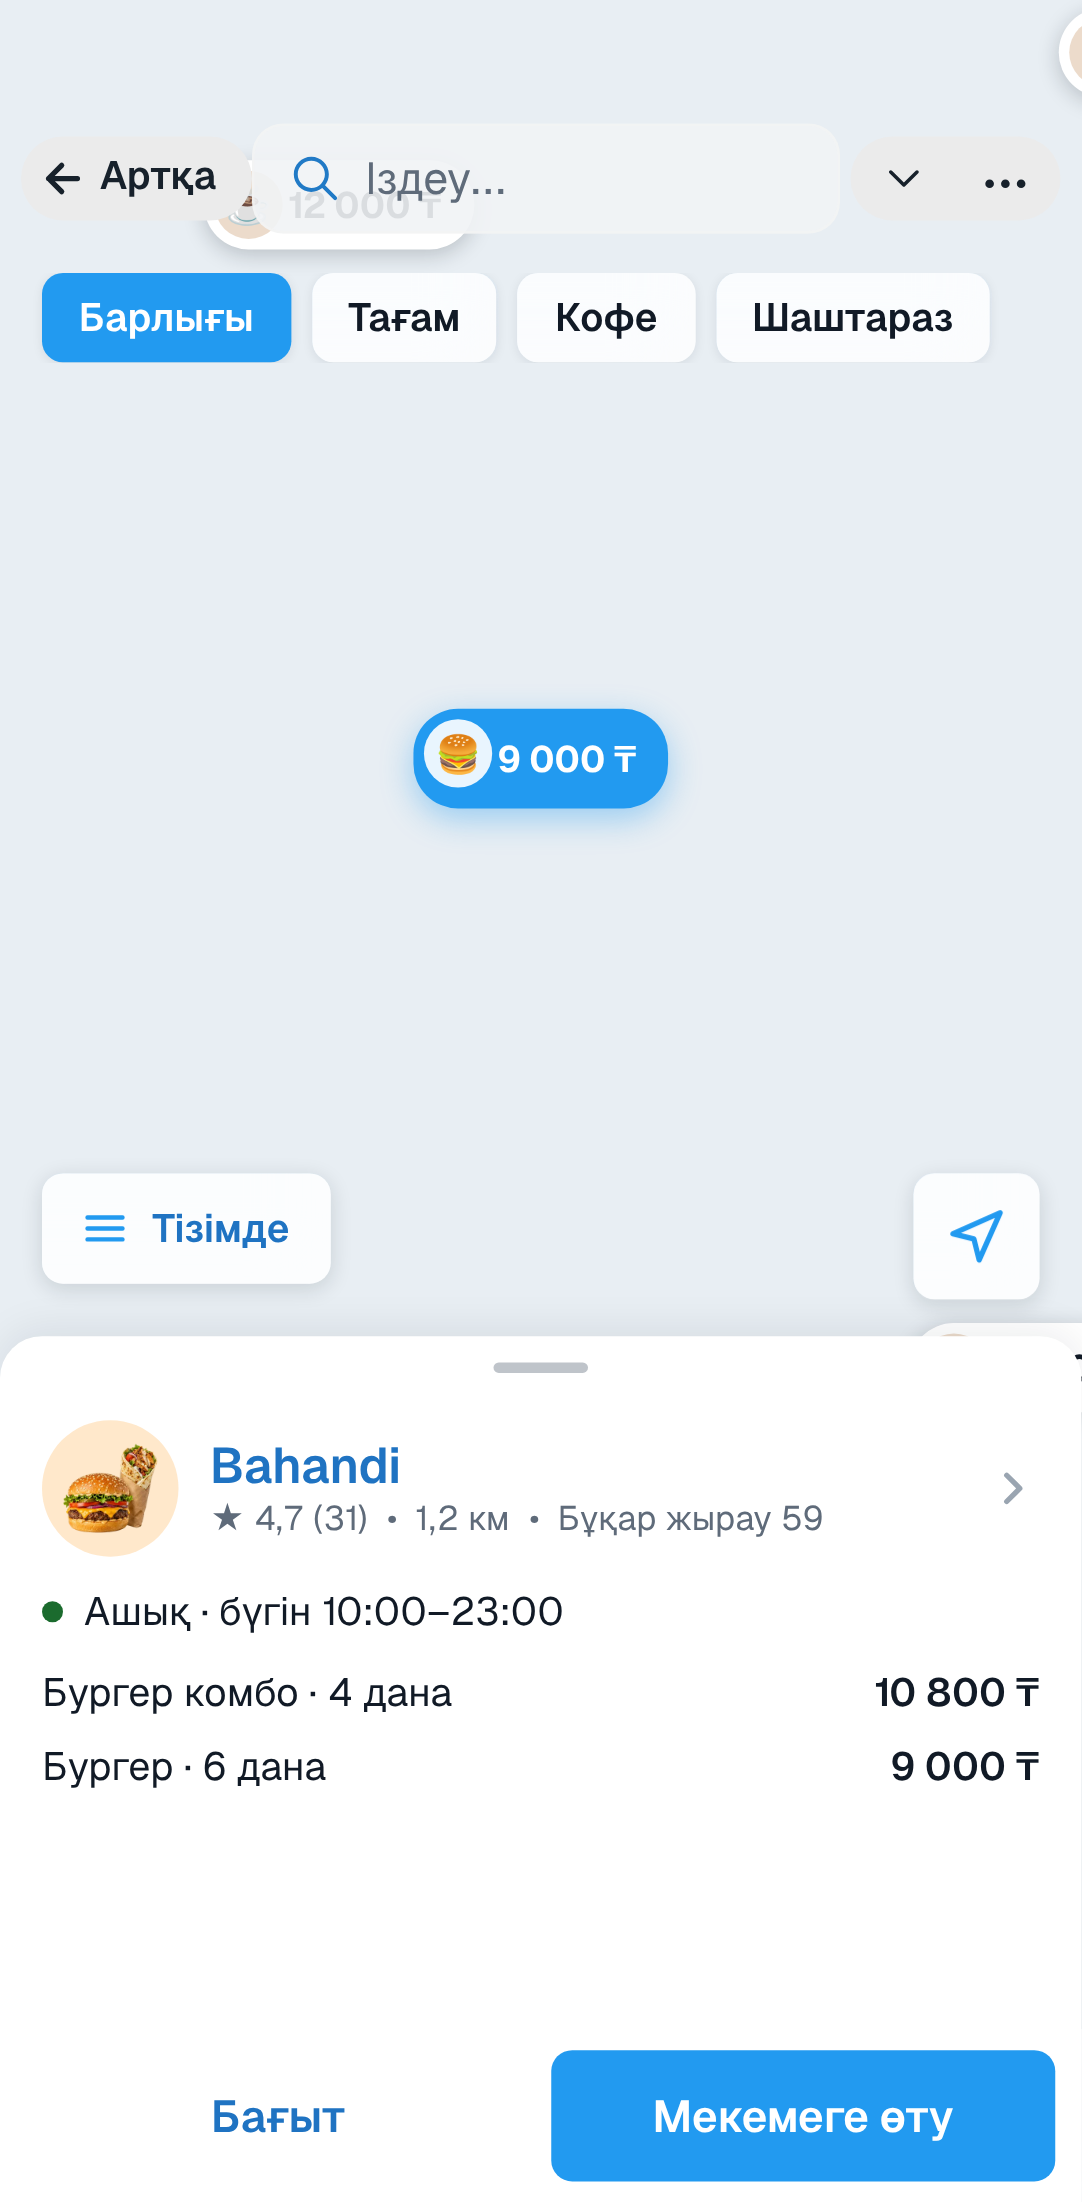 Артқа
Іздеу...
12 000 ₸
Барлығы
Тағам
Кофе
Шаштараз
9 000 ₸
Тізімде
Bahandi
★ 4,7 (31) • 1,2 км • Бұқар жырау 59
Ашық · бүгін 10:00–23:00
Бургер комбо · 4 дана 10 800 ₸
Бургер · 6 дана 9 000 ₸
Бағыт
Мекемеге өту